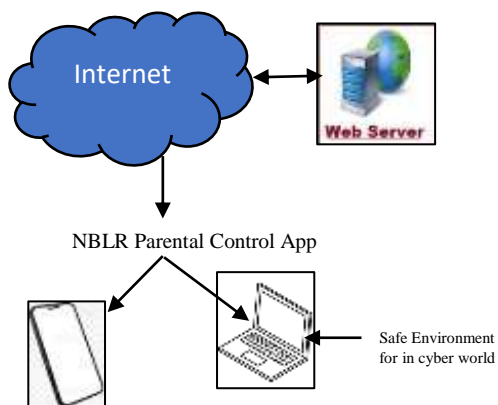 Internet
Web Server
NBLR Parental Control App
Safe Environment
for in cyber world